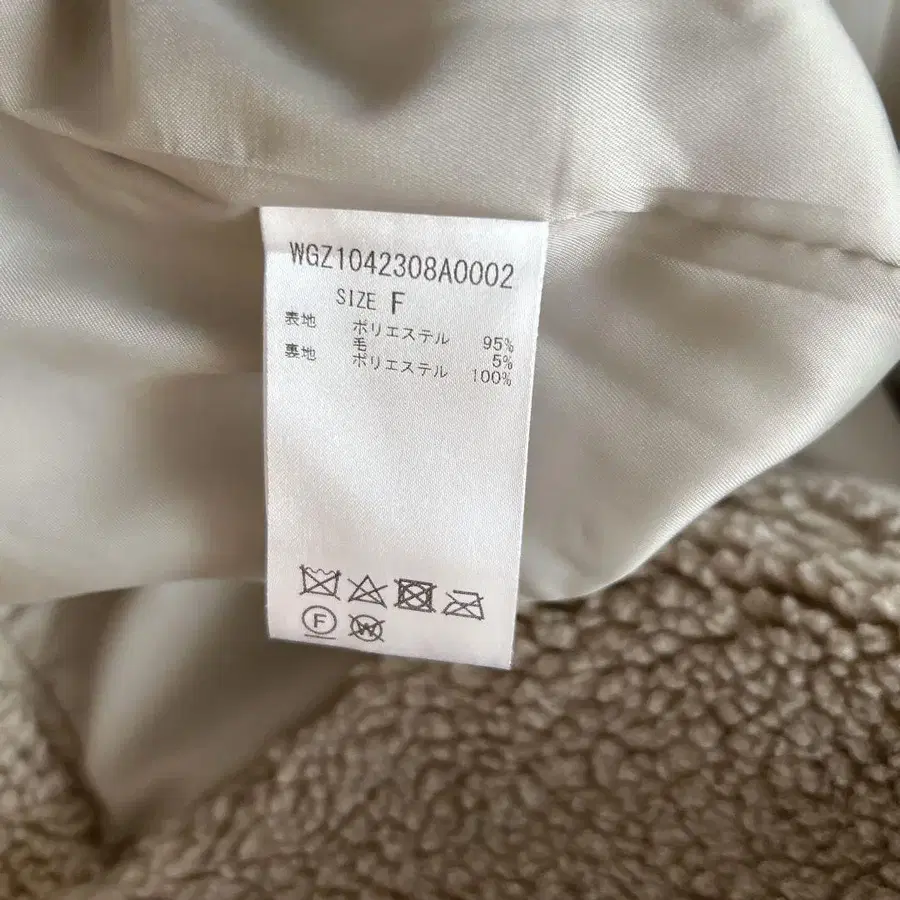 WGZ1042308A0002
SIZE F
表地 ポリエステル 95%
毛 5%
裏地 ポリエステル 100%
F
W